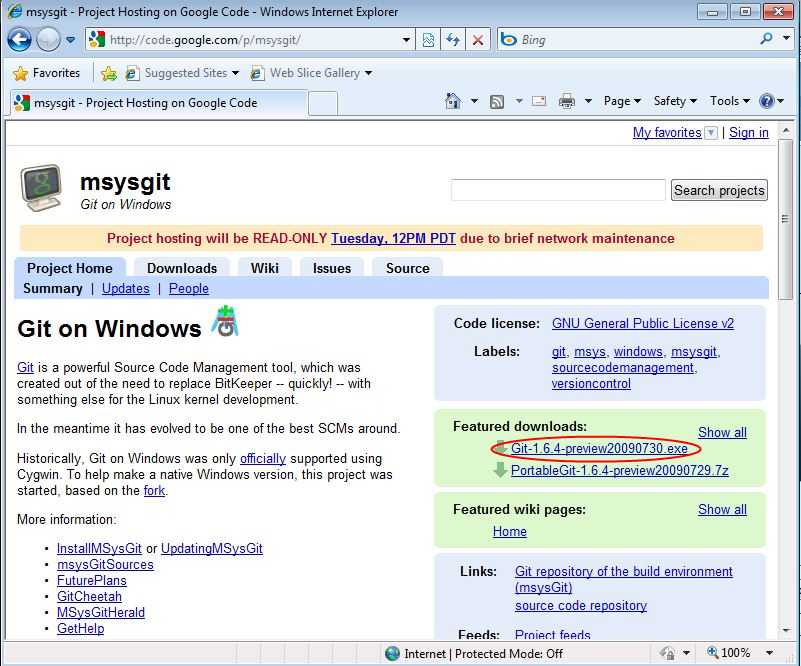 msysgit - Project Hosting on Google Code - Windows Internet Explorer
http://code.google.com/p/msysgit/
Bing
Favorites
Suggested Sites
Web Slice Gallery
msysgit - Project Hosting on Google Code
Page
Safety
Tools
My favorites | Sign in
msysgit
Git on Windows
Search projects
Project hosting will be READ-ONLY Tuesday, 12PM PDT due to brief network maintenance
Project Home
Downloads
Wiki
Issues
Source
Summary | Updates | People
Git on Windows
Git is a powerful Source Code Management tool, which was
created out of the need to replace BitKeeper -- quickly! -- with
something else for the Linux kernel development.
In the meantime it has evolved to be one of the best SCMs around.
Historically, Git on Windows was only officially supported using
Cygwin. To help make a native Windows version, this project was
started, based on the fork.
More information:
• InstallMSysGit or UpdatingMSysGit
• msysGitSources
• FuturePlans
• GitCheetah
• MSysGitHerald
• GetHelp
Code license: GNU General Public License v2
Labels: git, msys, windows, msysgit,
sourcecodemanagement,
versioncontrol
Featured downloads:
Show all
Git-1.6.4-preview20090730.exe
PortableGit-1.6.4-preview20090729.7z
Featured wiki pages:
Show all
Home
Links: Git repository of the build environment
(msysGit)
source code repository
Feeds: Project feeds
Internet | Protected Mode: Off
100%